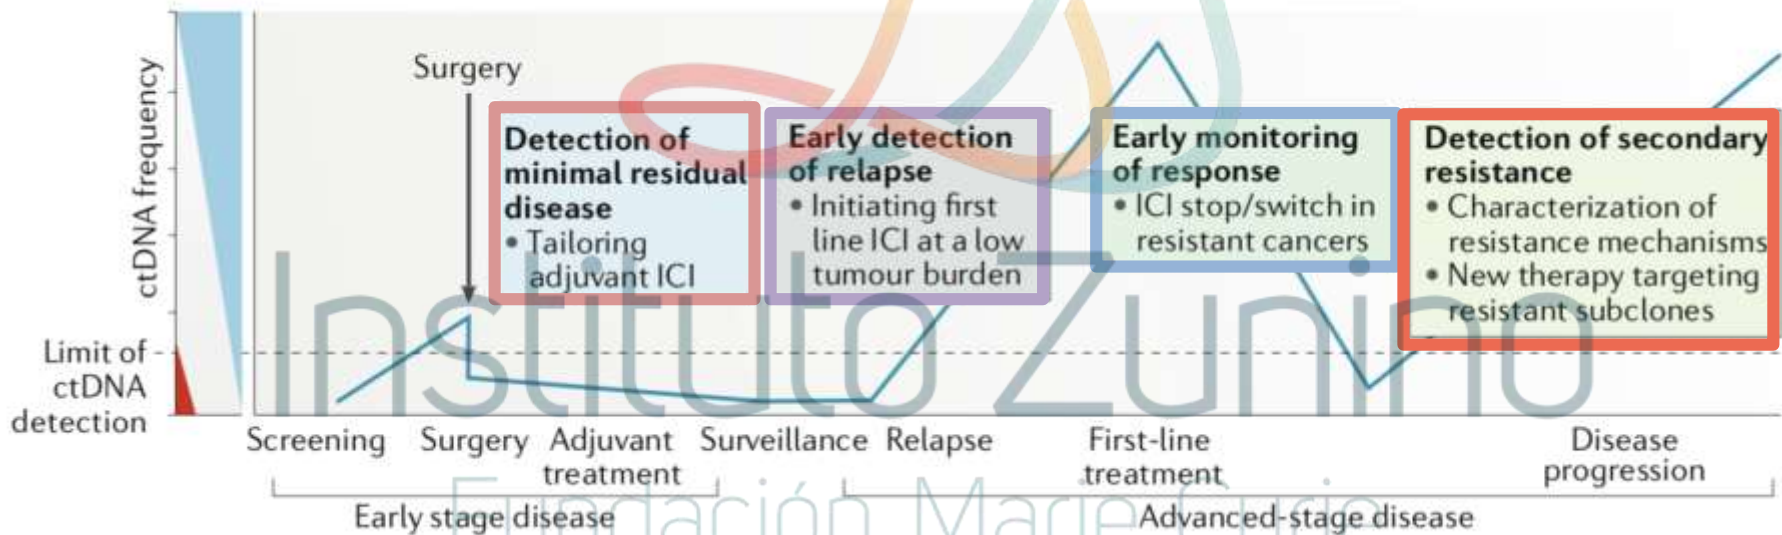 ctDNA frequency
Limit of
ctDNA
detection
Surgery
Detection of
minimal residual
disease
• Tailoring
adjuvant ICI
Early detection
of relapse
• Initiating first
line ICI at a low
tumour burden
Early monitoring
of response
• ICI stop/switch in
resistant cancers
Detection of secondary
resistance
• Characterization of
resistance mechanisms
• New therapy targeting
resistant subclones
Instituto Zunino
Screening
Surgery
Adjuvant
treatment
Surveillance
Relapse
First-line
treatment
Disease
progression
Early stage disease
Advanced-stage disease
Fundación Marie Curie